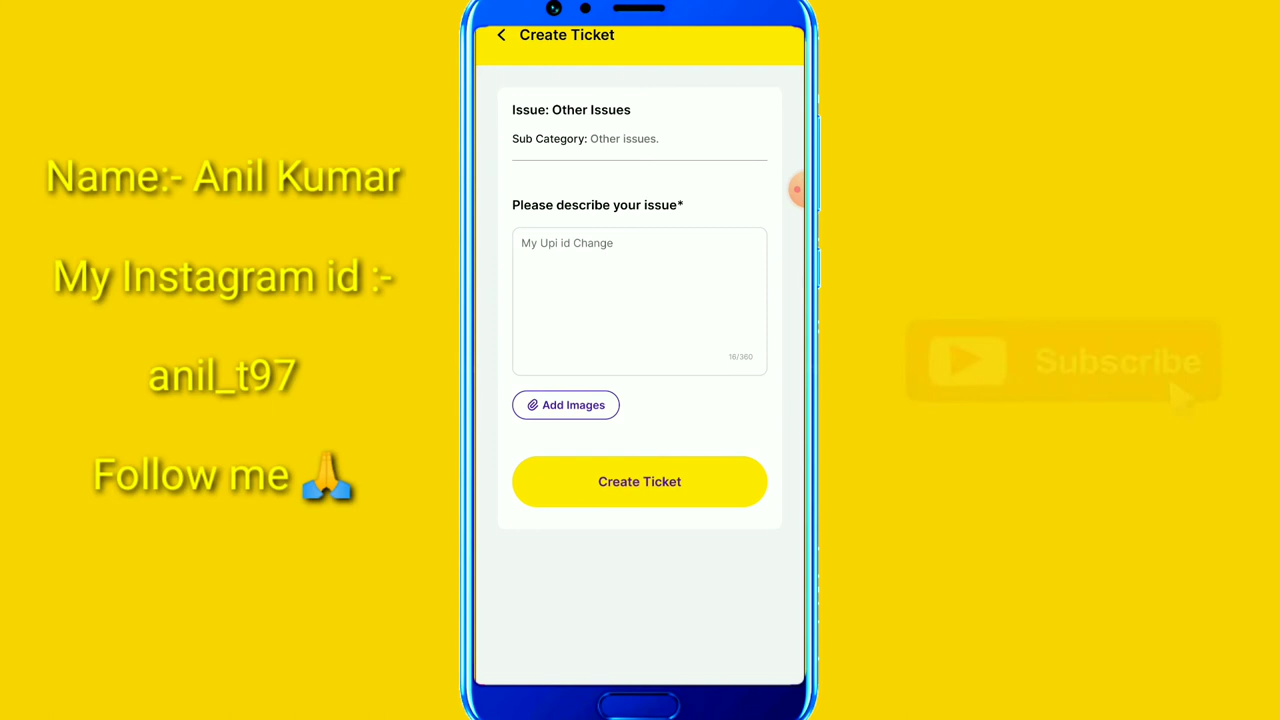 Name:- Anil Kumar
My Instagram id :-
anil_t97
Follow me 🙏
Create Ticket
Issue: Other Issues
Sub Category: Other issues.
Please describe your issue*
My Upi id Change
16/360
Add Images
Create Ticket
Subscribe